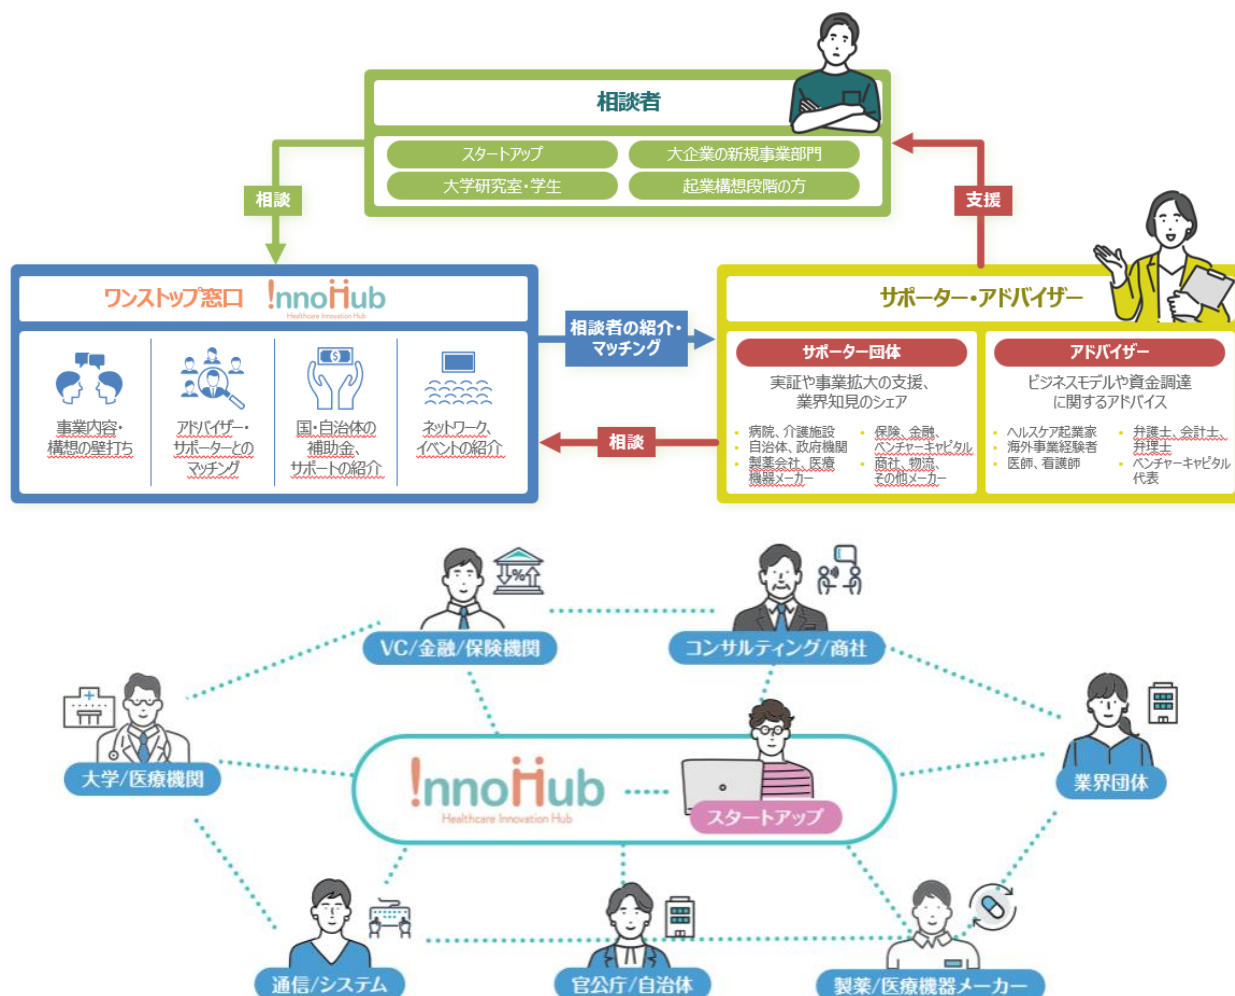 相談者
スタートアップ
大企業の新規事業部門
大学研究室・学生
起業構想段階の方
相談
支援
ワンストップ窓口
InnoHub
Healthcare Innovation Hub
事業内容・
構想の壁打ち
アドバイザー・
サポーターとの
マッチング
$
国・自治体の
補助金、
サポートの紹介
ネットワーク、
イベントの紹介
相談者の紹介・
マッチング
相談
サポーター・アドバイザー
サポーター団体
実証や事業拡大の支援、
業界知見のシェア
• 病院、介護施設
自治体、政府機関
• 製薬会社、医療
機器メーカー
• 保険、金融、
ベンチャーキャピタル
• 商社、物流、
その他メーカー
アドバイザー
ビジネスモデルや資金調達
に関するアドバイス
• ヘルスケア起業家
• 海外事業経験者
• 医師、看護師
• 弁護士、会計士、
弁理士
• ベンチャーキャピタル
代表
%
VC/金融/保険機関
コンサルティング/商社
大学/医療機関
業界団体
InnoHub
Healthcare Innovation Hub
スタートアップ
通信/システム
官公庁/自治体
製薬/医療機器メーカー